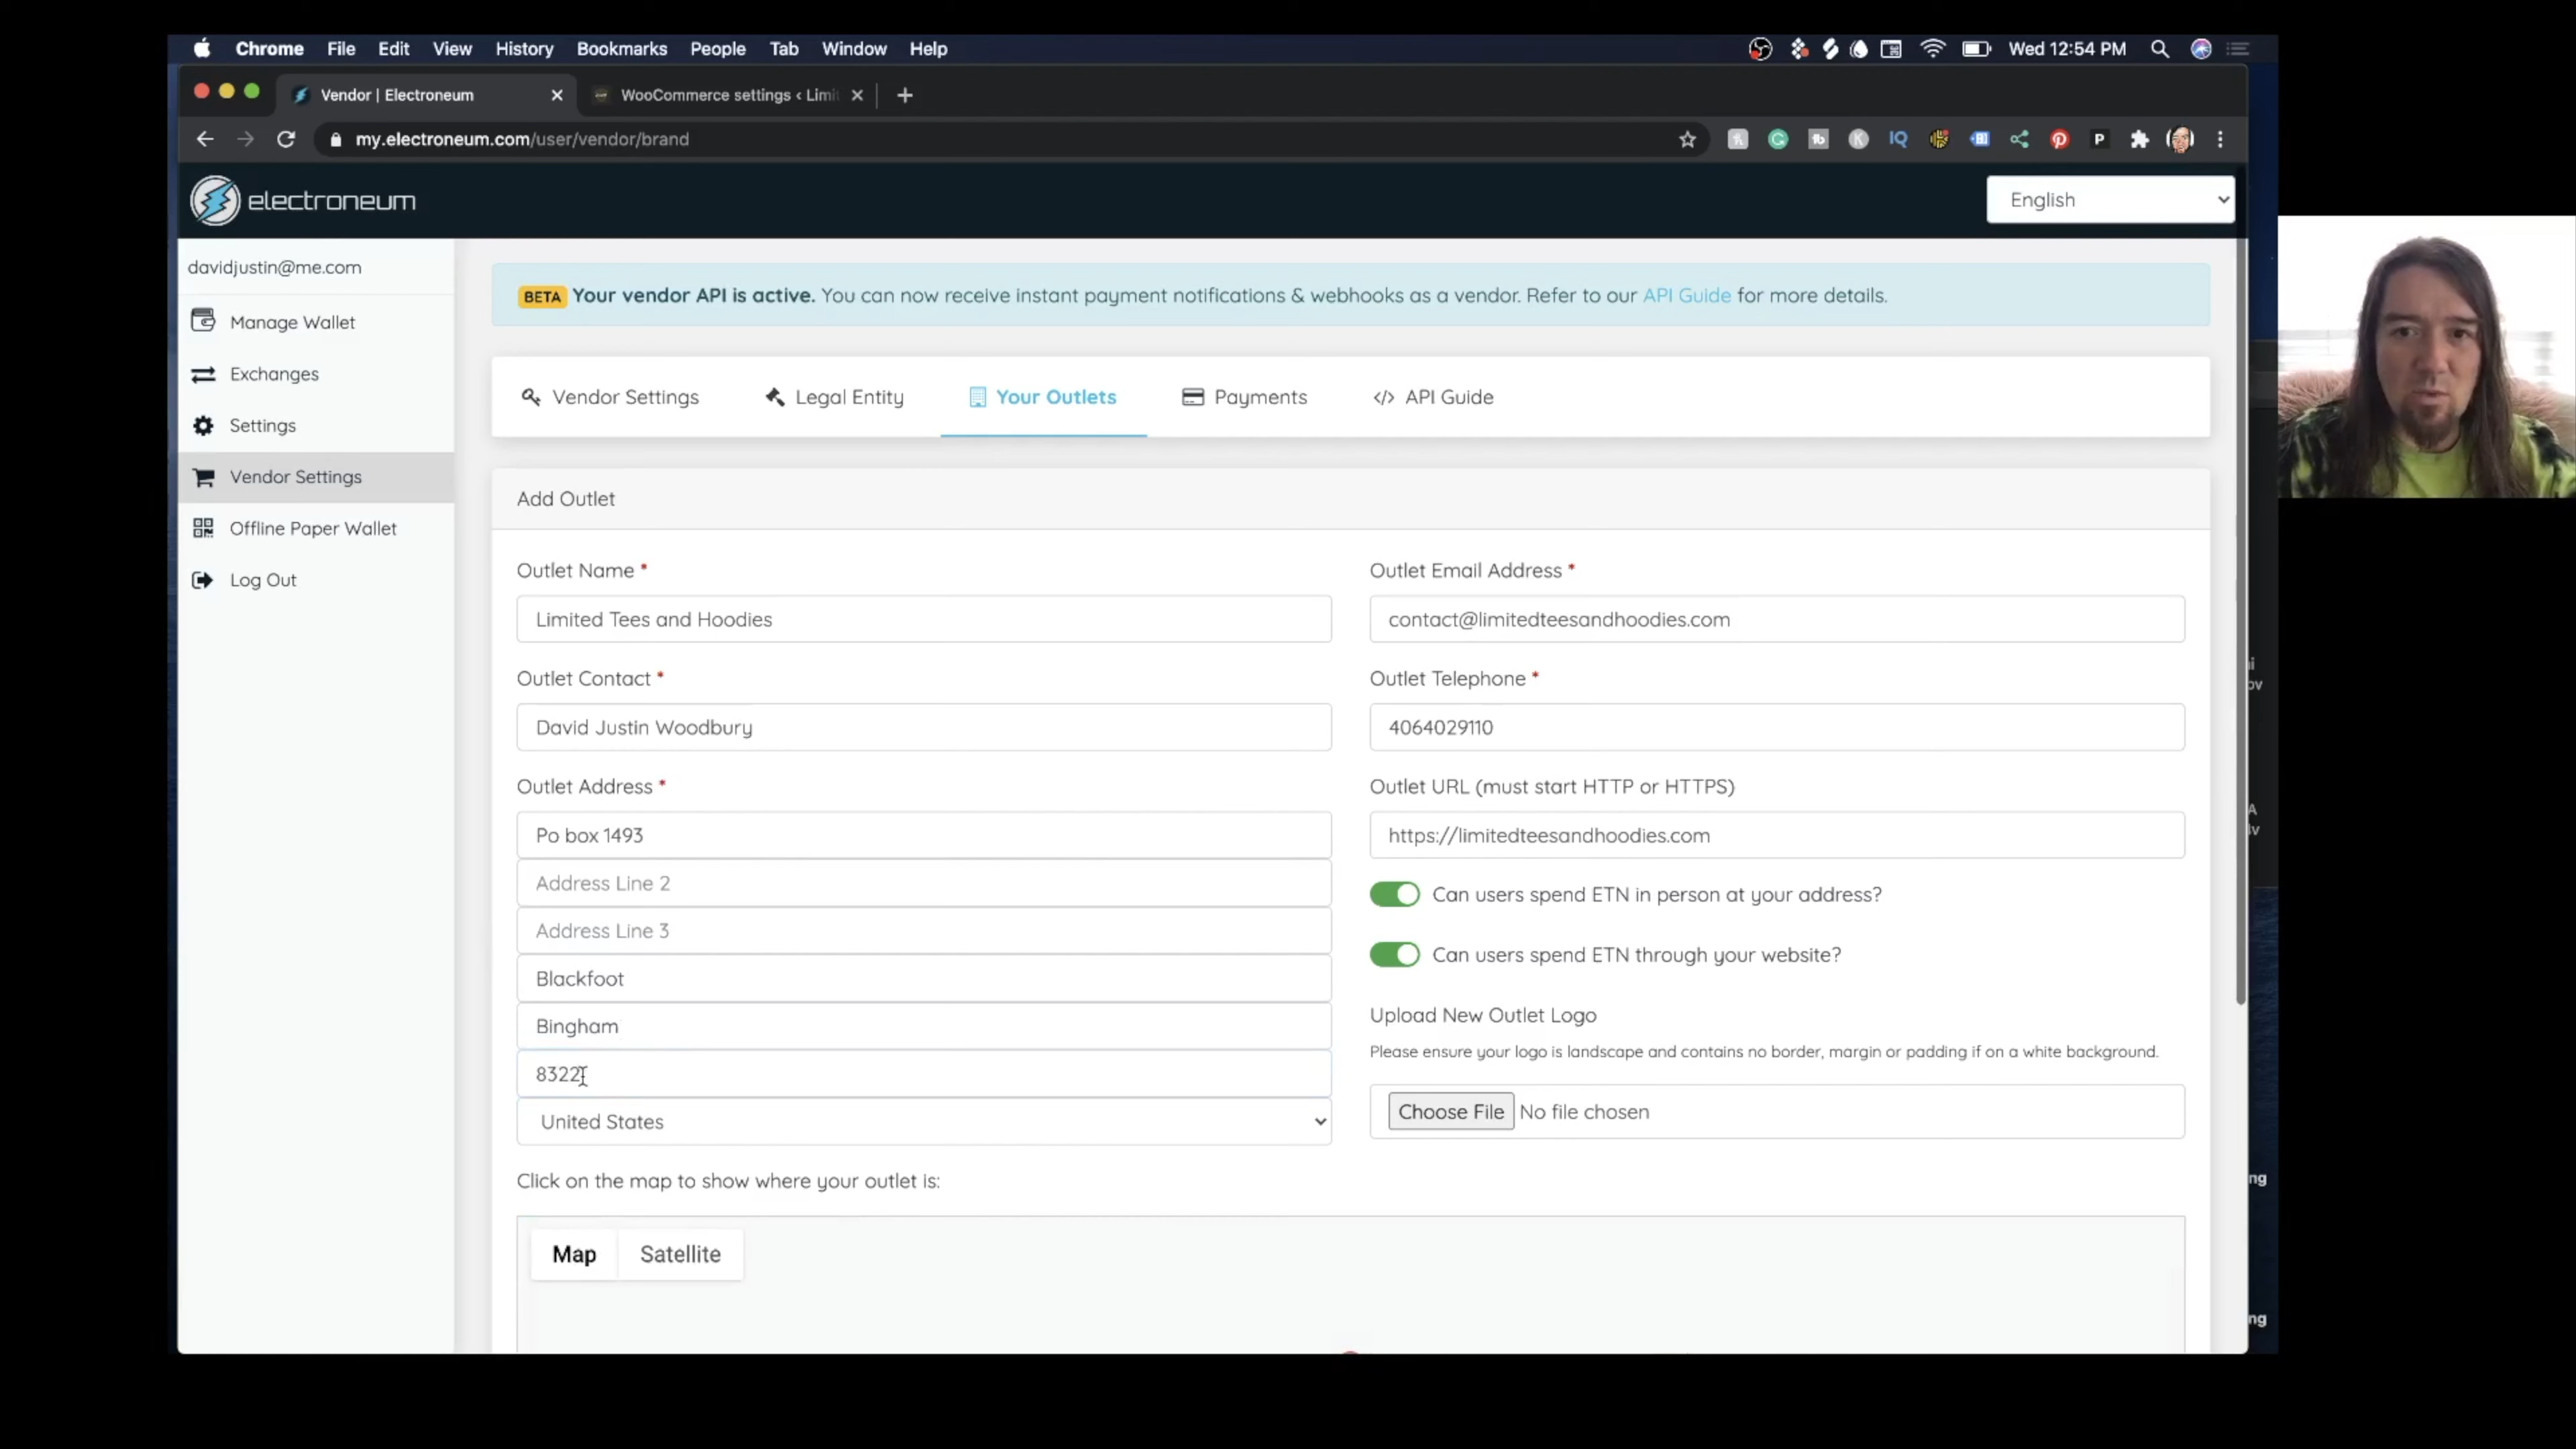 Chrome File Edit View History Bookmarks People Tab Window Help Wed 12:54 PM
Vendor | Electroneum WooCommerce settings ‹ Limi
my.electroneum.com/user/vendor/brand
electroneum
English
davidjustin@me.com
Manage Wallet
Exchanges
Settings
Vendor Settings
Offline Paper Wallet
Log Out
BETA Your vendor API is active. You can now receive instant payment notifications & webhooks as a vendor. Refer to our API Guide for more details.
Vendor Settings Legal Entity Your Outlets Payments API Guide
Add Outlet
Outlet Name * Outlet Email Address *
Limited Tees and Hoodies contact@limitedteesandhoodies.com
Outlet Contact * Outlet Telephone *
David Justin Woodbury 4064029110
Outlet Address * Outlet URL (must start HTTP or HTTPS)
Po box 1493 https://limitedteesandhoodies.com
Address Line 2
Can users spend ETN in person at your address?
Address Line 3
Can users spend ETN through your website?
Blackfoot
Bingham
Upload New Outlet Logo
Please ensure your logo is landscape and contains no border, margin or padding if on a white background.
8322
United States
Choose File No file chosen
Click on the map to show where your outlet is:
Map Satellite